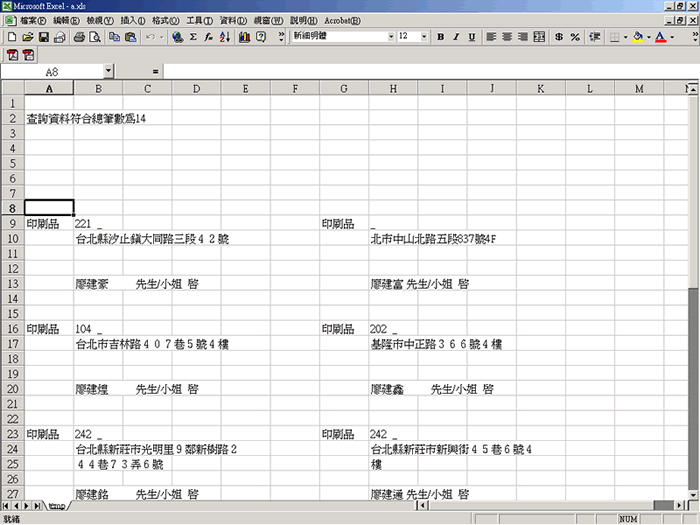 Microsoft Excel - a.xls
檔案(F) 編輯(E) 檢視(V) 插入(I) 格式(O) 工具(T) 資料(D) 視窗(W) 說明(H) Acrobat(B)
新細明體 12 B I U $ %
A8 =
A B C D E F G H I J K L M
1
2 查詢資料符合總筆數為14
3
4
5
6
7
8
9 印刷品 221 _ 印刷品 _
10 台北縣汐止鎮大同路三段４２號 北市中山北路五段837號4F
11
12
13 廖建豪 先生/小姐 啓 廖建富 先生/小姐 啓
14
15
16 印刷品 104 _ 印刷品 202 _
17 台北市吉林路４０７巷５號４樓 基隆市中正路３６６號４樓
18
19
20 廖建煌 先生/小姐 啓 廖建鑫 先生/小姐 啓
21
22
23 印刷品 242 _ 印刷品 242 _
24 台北縣新莊市光明里９鄰新樹路２ 台北縣新莊市新興街４５巷６號４
25 ４４巷７３弄６號 樓
26
27 廖建銘 先生/小姐 啓 廖建通 先生/小姐 啓
tmp
就緒 NUM